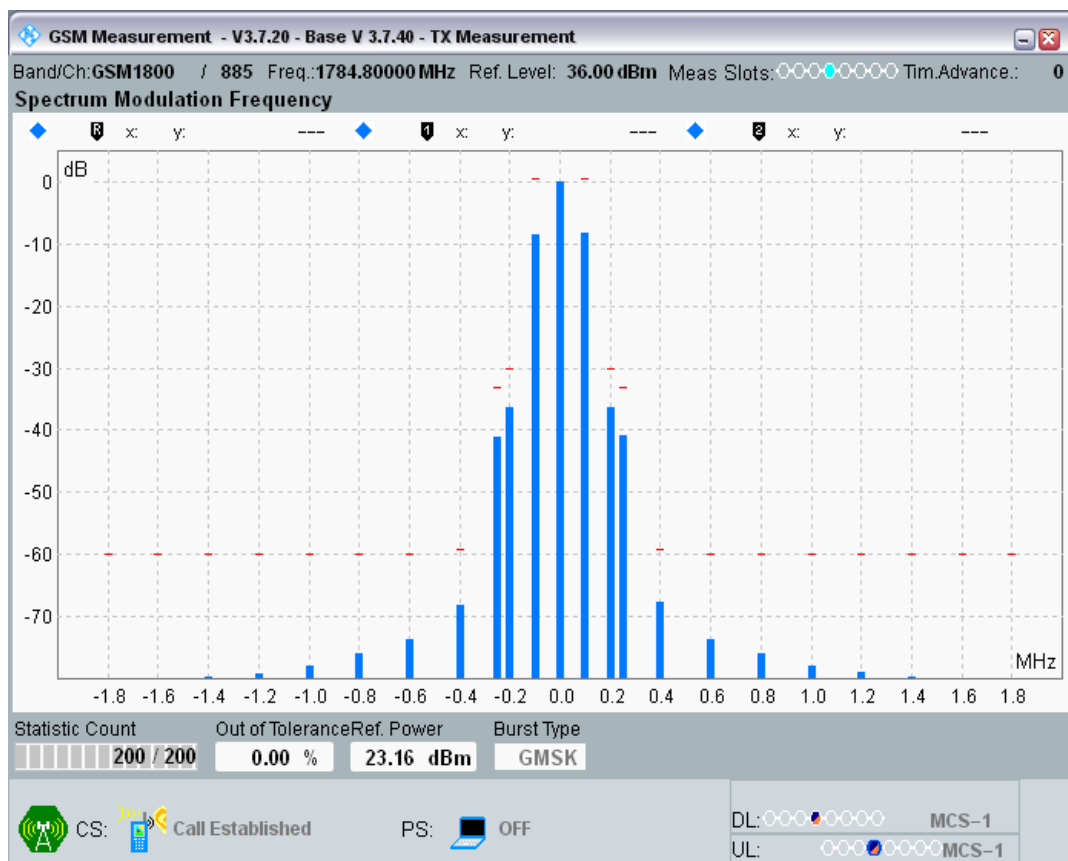 GSM Measurement - V3.7.20 - Base V 3.7.40 - TX Measurement
Band/Ch:GSM1800 / 885 Freq.:1784.80000 MHz Ref. Level: 36.00 dBm Meas Slots: Tim.Advance.: 0
Spectrum Modulation Frequency
R x: y: --- 1 x: y: --- 2 x: y: ---
dB
0
-10
-20
-30
-40
-50
-60
-70
MHz
-1.8 -1.6 -1.4 -1.2 -1.0 -0.8 -0.6 -0.4 -0.2 0.0 0.2 0.4 0.6 0.8 1.0 1.2 1.4 1.6 1.8
Statistic Count Out of Tolerance Ref. Power Burst Type
200 / 200 0.00 % 23.16 dBm GMSK
CS: Call Established PS: OFF
DL: MCS-1
UL: MCS-1